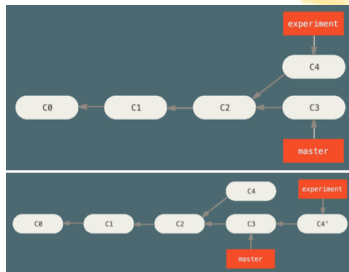 experiment
C4
C0 C1 C2 C3
master
C4 experiment
C0 C1 C2 C3 C4'
master